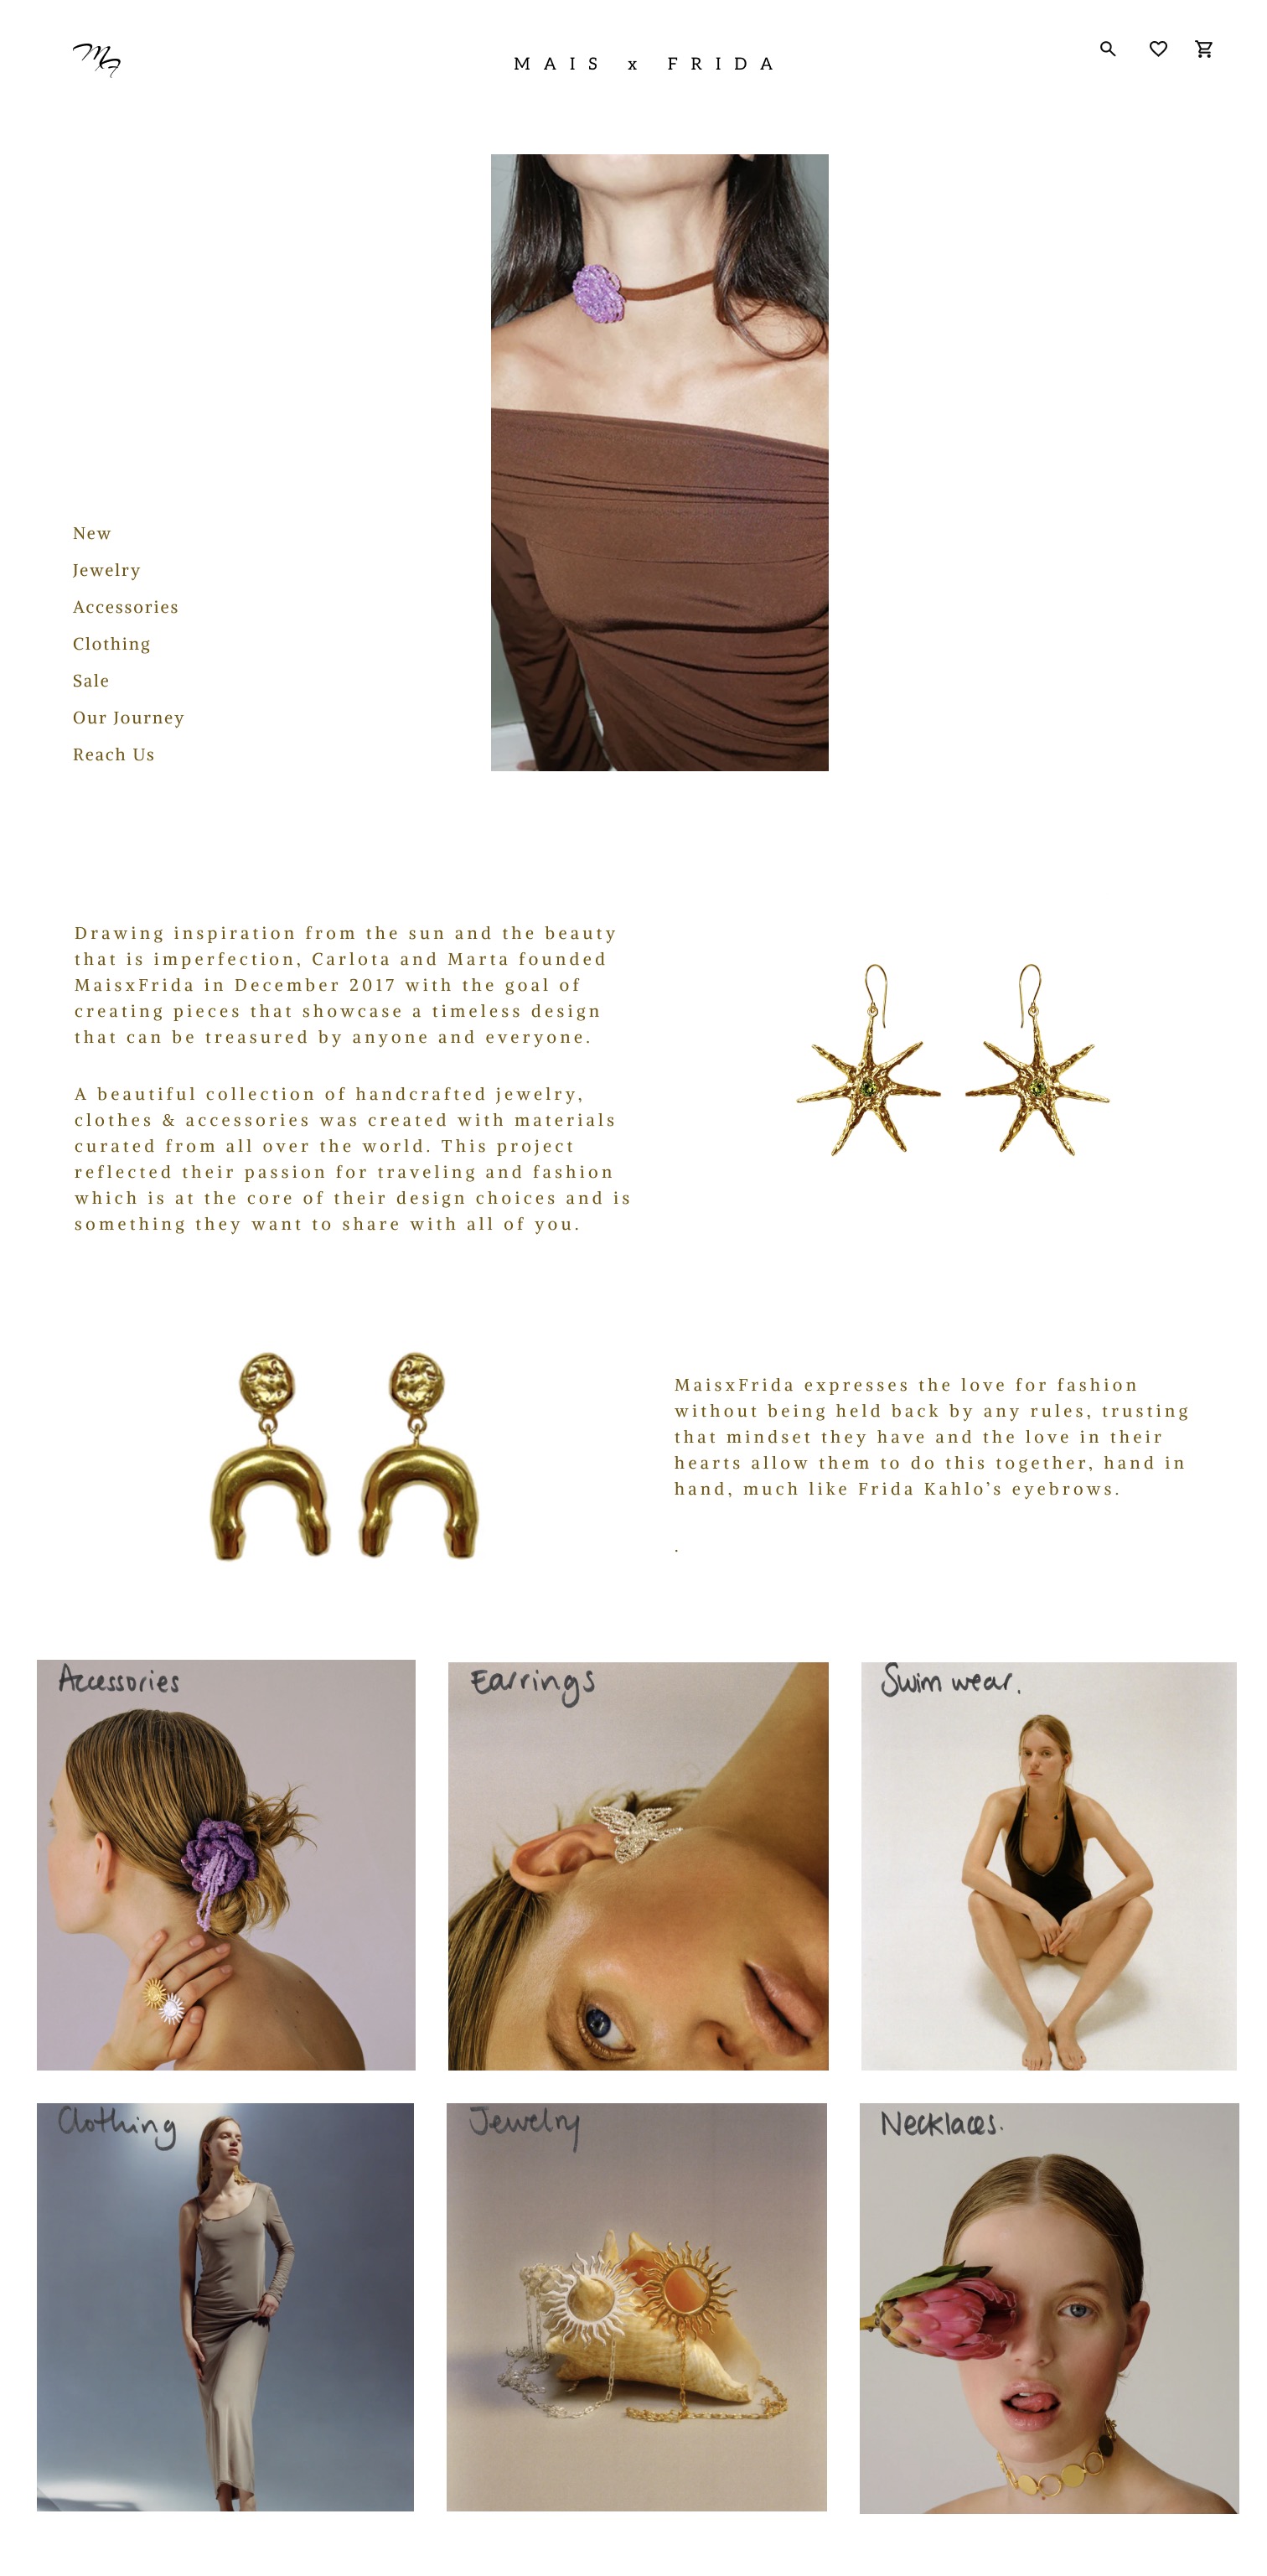 MF
MAIS x FRIDA
New
Jewelry
Accessories
Clothing
Sale
Our Journey
Reach Us
Drawing inspiration from the sun and the beauty
that is imperfection, Carlota and Marta founded
MaisxFrida in December 2017 with the goal of
creating pieces that showcase a timeless design
that can be treasured by anyone and everyone.
A beautiful collection of handcrafted jewelry,
clothes & accessories was created with materials
curated from all over the world. This project
reflected their passion for traveling and fashion
which is at the core of their design choices and is
something they want to share with all of you.
MaisxFrida expresses the love for fashion
without being held back by any rules, trusting
that mindset they have and the love in their
hearts allow them to do this together, hand in
hand, much like Frida Kahlo’s eyebrows.
.
Accessories
Earrings
Swim wear.
Clothing
Jewelry
Necklaces.